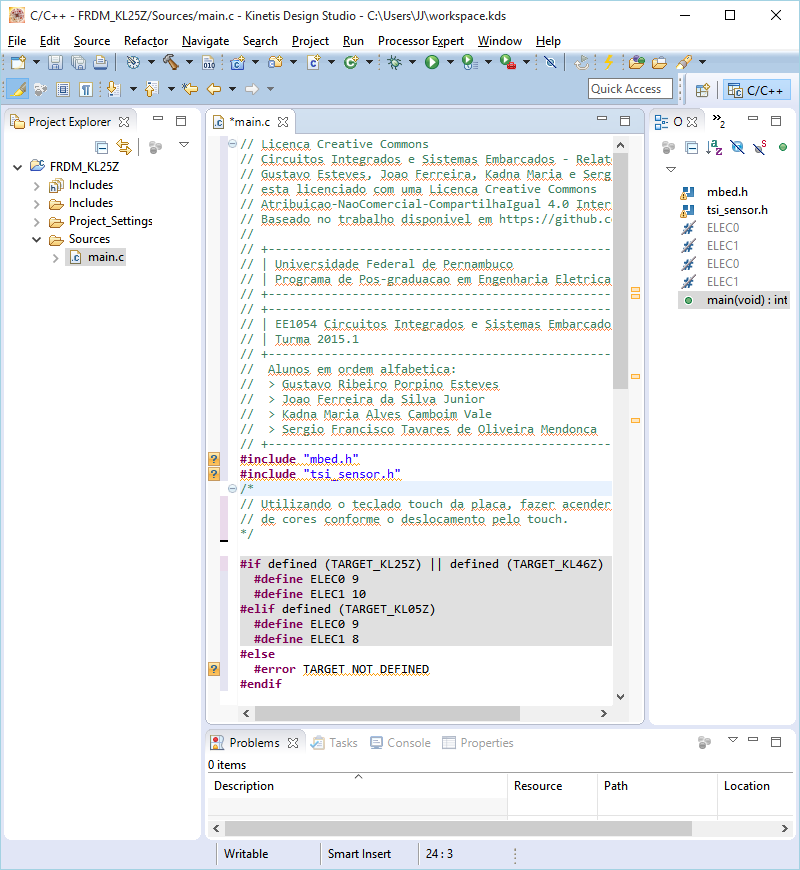 C/C++ - FRDM_KL25Z/Sources/main.c - Kinetis Design Studio - C:\Users\JJ\workspace.kds
File Edit Source Refactor Navigate Search Project Run Processor Expert Window Help
010
Quick Access
C/C++
Project Explorer
FRDM_KL25Z
Includes
Includes
Project_Settings
Sources
main.c
*main.c
// Licenca Creative Commons
// Circuitos Integrados e Sistemas Embarcados - Relat
// Gustavo Esteves, Joao Ferreira, Kadna Maria e Serg
// esta licenciado com uma Licenca Creative Commons
// AtribuicaoNaoComercial-CompartilhaIgual 4.0 Inter
// Baseado no trabalho disponivel em https://github.c
//
// +-----------------------------------------------
// | Universidade Federal de Pernambuco
// | Programa de Pos-graduacao em Engenharia Eletrica
// +-----------------------------------------------
// +-----------------------------------------------
// | EE1054 Circuitos Integrados e Sistemas Embarcado
// | Turma 2015.1
// +-----------------------------------------------
//  Alunos em ordem alfabetica:
//  > Gustavo Ribeiro Porpino Esteves
//  > Joao Ferreira da Silva Junior
//  > Kadna Maria Alves Camboim Vale
//  > Sergio Francisco Tavares de Oliveira Mendonca
// +-----------------------------------------------
#include "mbed.h"
#include "tsi_sensor.h"
/*
// Utilizando o teclado touch da placa, fazer acender
// de cores conforme o deslocamento pelo touch.
*/
#if defined (TARGET_KL25Z) || defined (TARGET_KL46Z)
  #define ELEC0 9
  #define ELEC1 10
#elif defined (TARGET_KL05Z)
  #define ELEC0 9
  #define ELEC1 8
#else
  #error TARGET NOT DEFINED
#endif
O
2
mbed.h
tsi_sensor.h
ELEC0
ELEC1
ELEC0
ELEC1
main(void) : int
Problems Tasks Console Properties
0 items
Description Resource Path Location
Writable Smart Insert 24 : 3